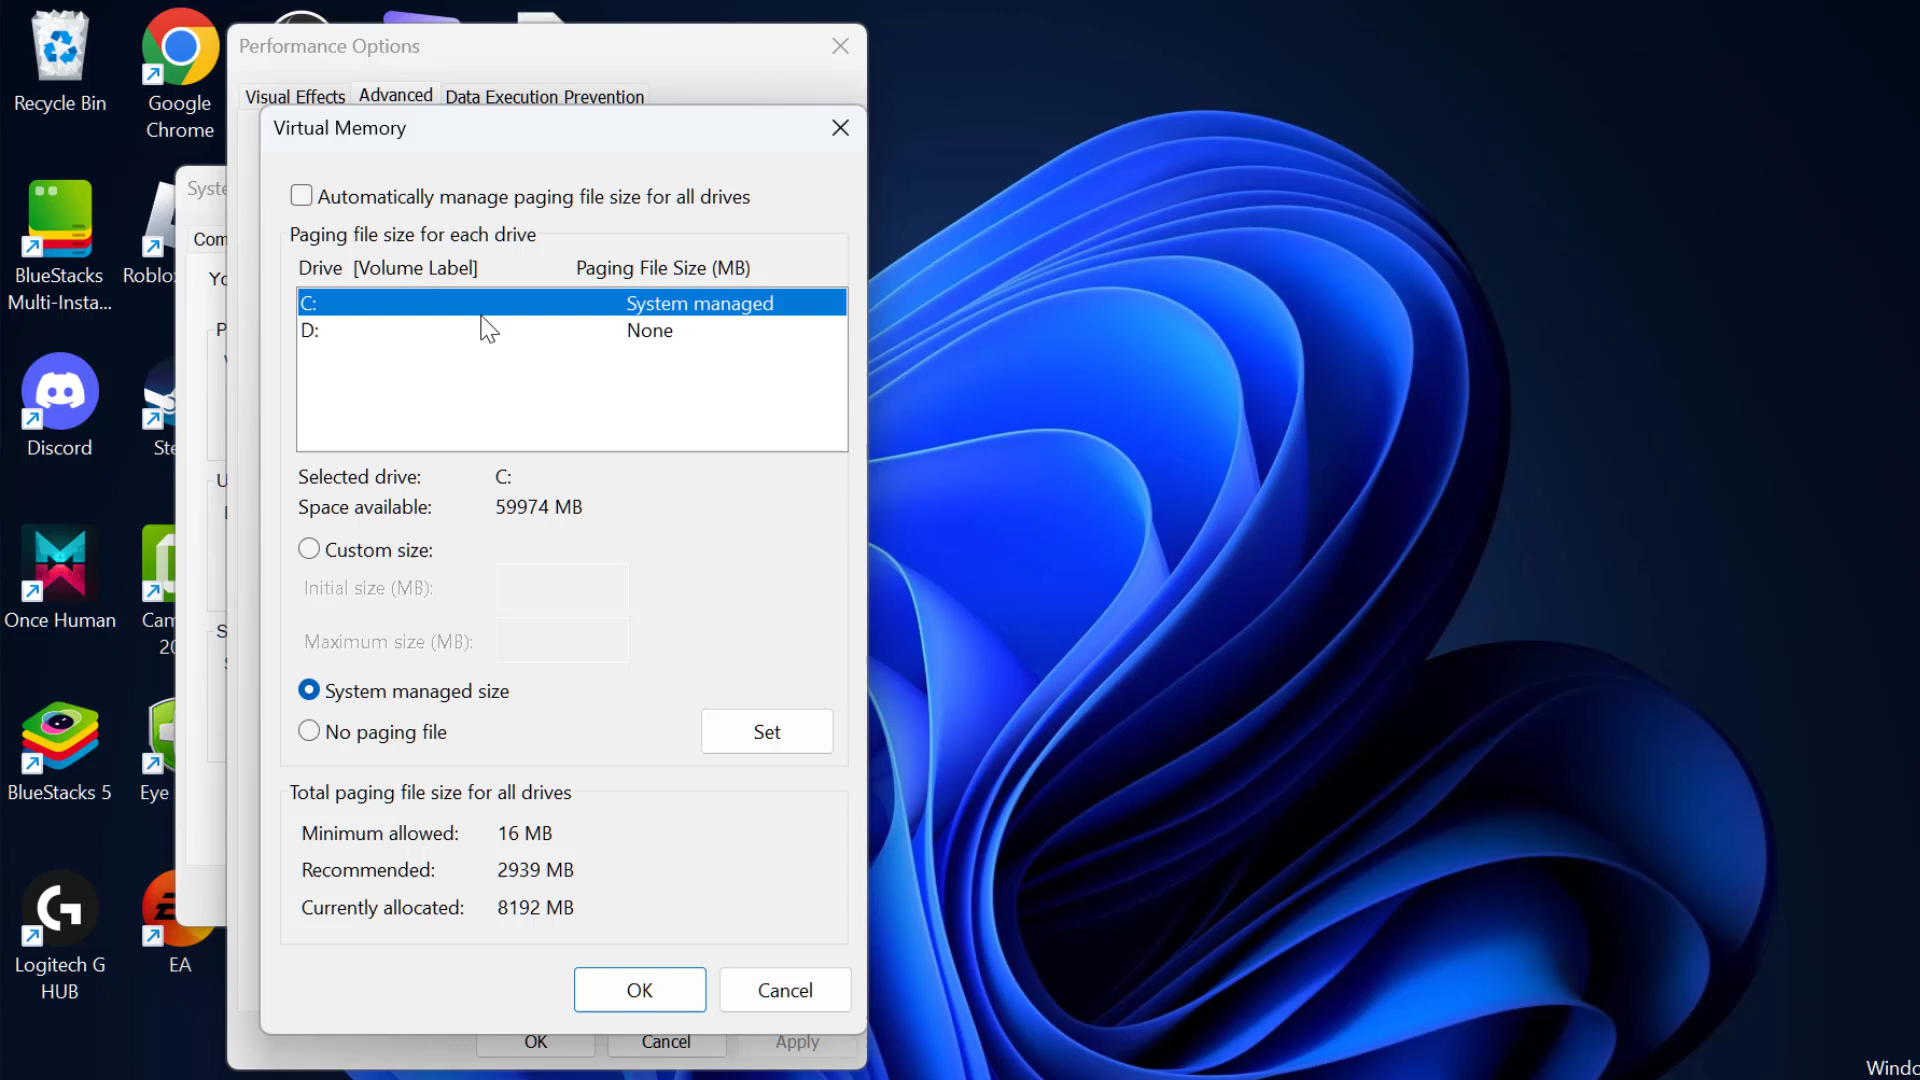 Recycle Bin
Google
Chrome
BlueStacks
Multi-Insta...
Discord
Once Human
BlueStacks 5
Logitech G
HUB
EA
Performance Options
Visual Effects
Advanced
Data Execution Prevention
Virtual Memory
Automatically manage paging file size for all drives
Paging file size for each drive
Drive [Volume Label] Paging File Size (MB)
C: System managed
D: None
Selected drive: C:
Space available: 59974 MB
Custom size:
Initial size (MB):
Maximum size (MB):
System managed size
No paging file
Set
Total paging file size for all drives
Minimum allowed: 16 MB
Recommended: 2939 MB
Currently allocated: 8192 MB
OK
Cancel
OK
Cancel
Apply
Eye